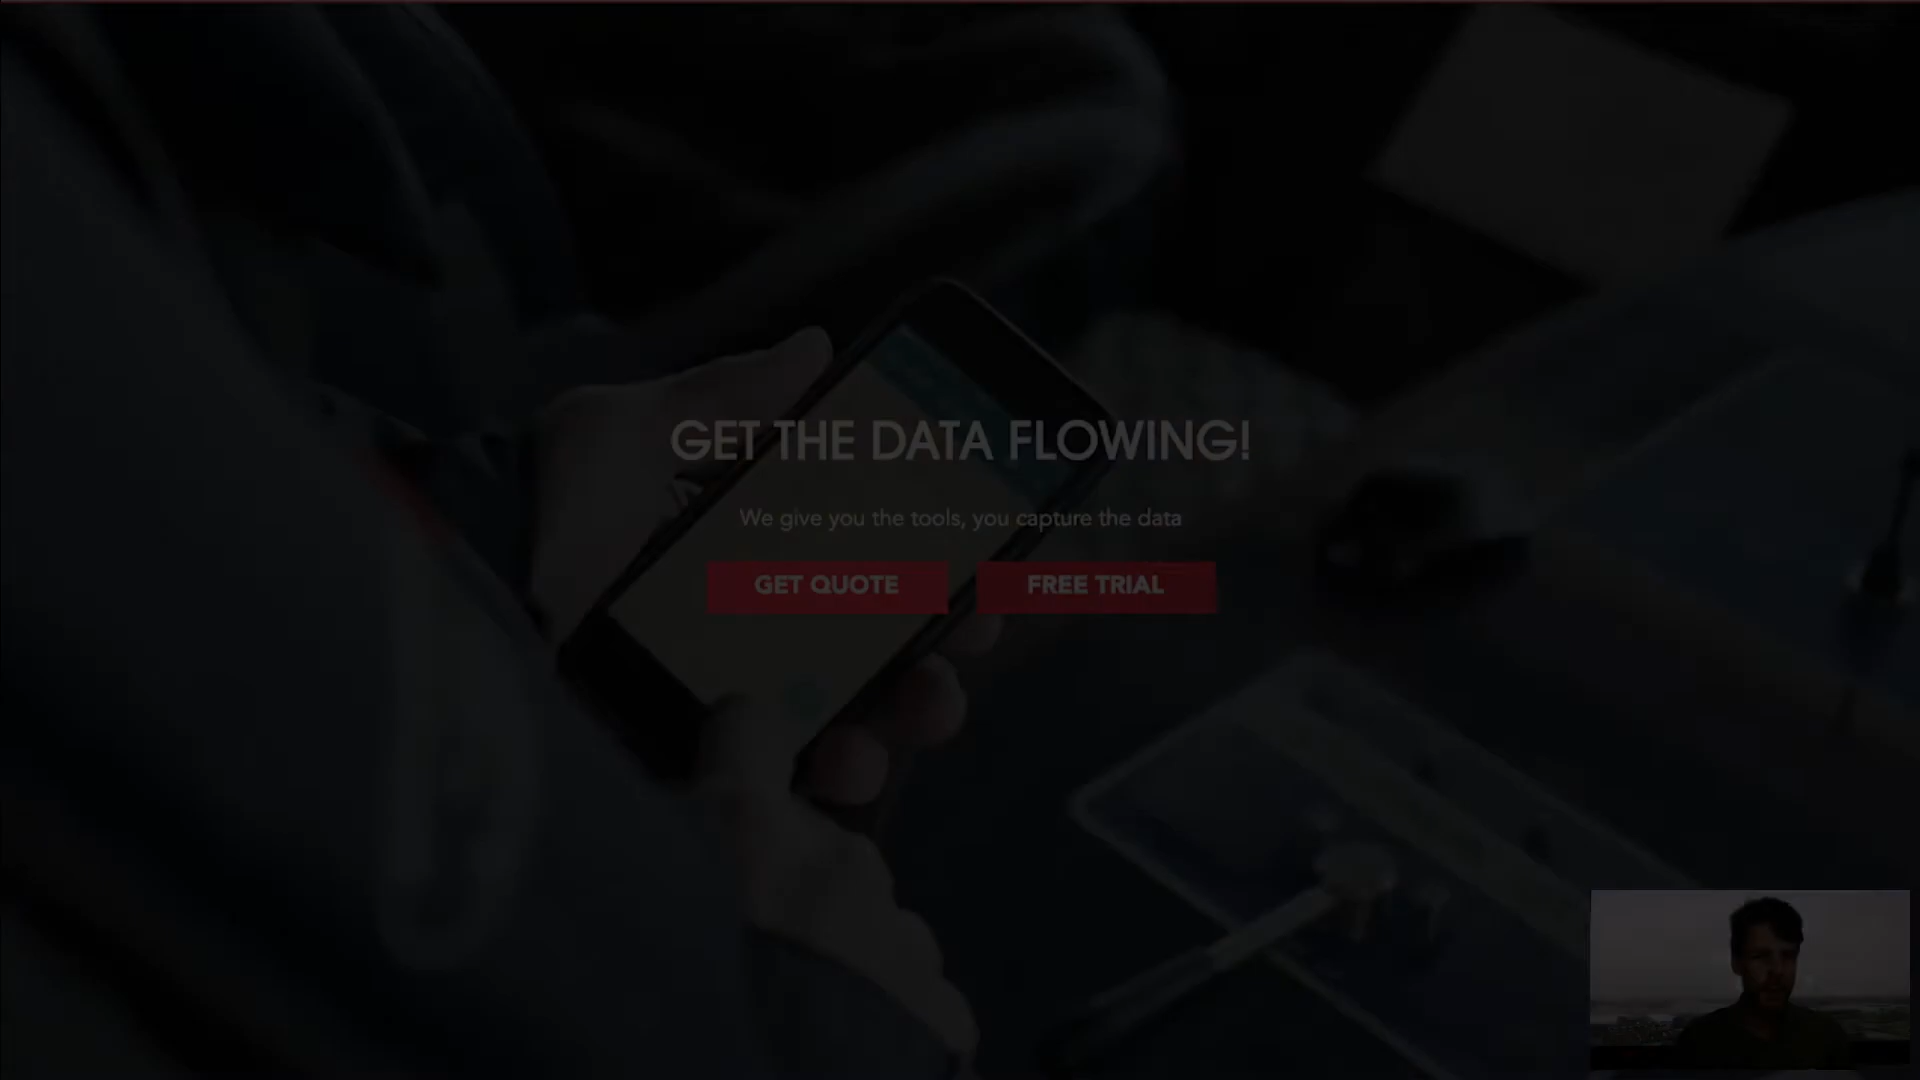 GET THE DATA FLOWING!
We give you the tools, you capture the data
GET QUOTE
FREE TRIAL